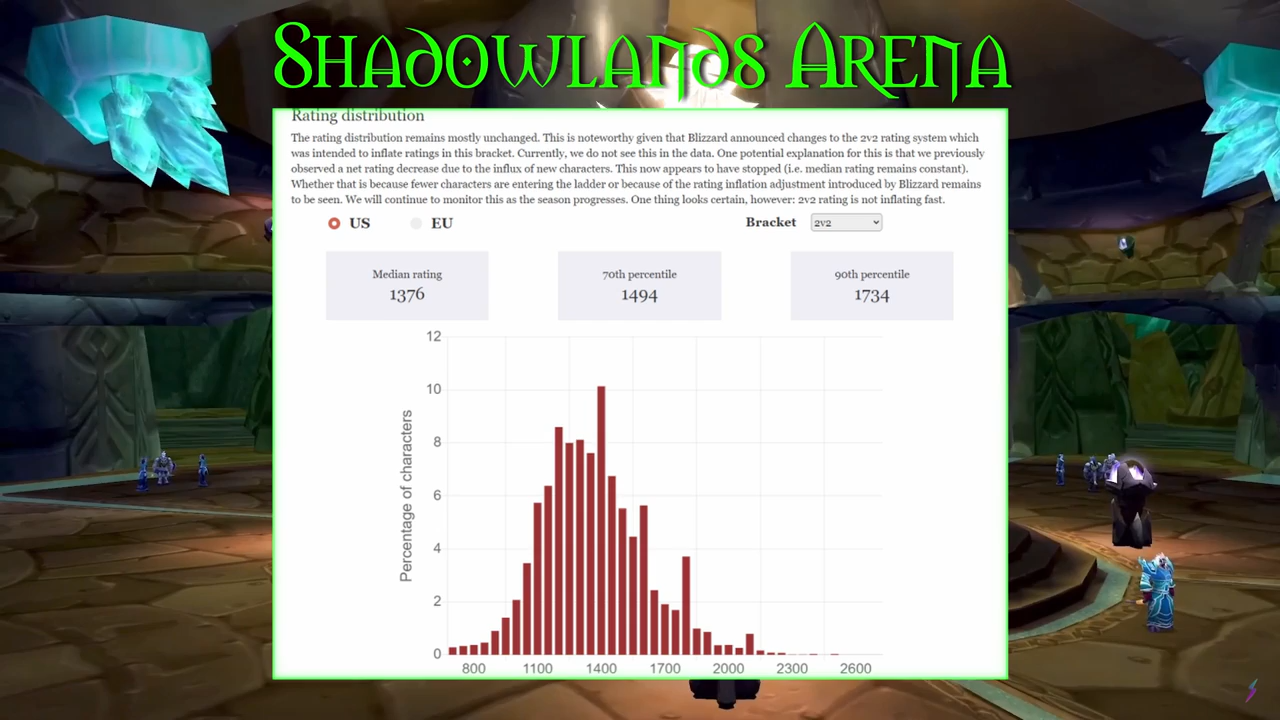 Shadowlands Arena
Rating distribution
The rating distribution remains mostly unchanged. This is noteworthy given that Blizzard announced changes to the 2v2 rating system which
was intended to inflate ratings in this bracket. Currently, we do not see this in the data. One potential explanation for this is that we previously
observed a net rating decrease due to the influx of new characters. This now appears to have stopped (i.e. median rating remains constant).
Whether that is because fewer characters are entering the ladder or because of the rating inflation adjustment introduced by Blizzard remains
to be seen. We will continue to monitor this as the season progresses. One thing looks certain, however: 2v2 rating is not inflating fast.
US EU Bracket 2v2
Median rating 70th percentile 90th percentile
1376 1494 1734
12
10
8
6
4
2
0
Percentage of characters
800 1100 1400 1700 2000 2300 2600